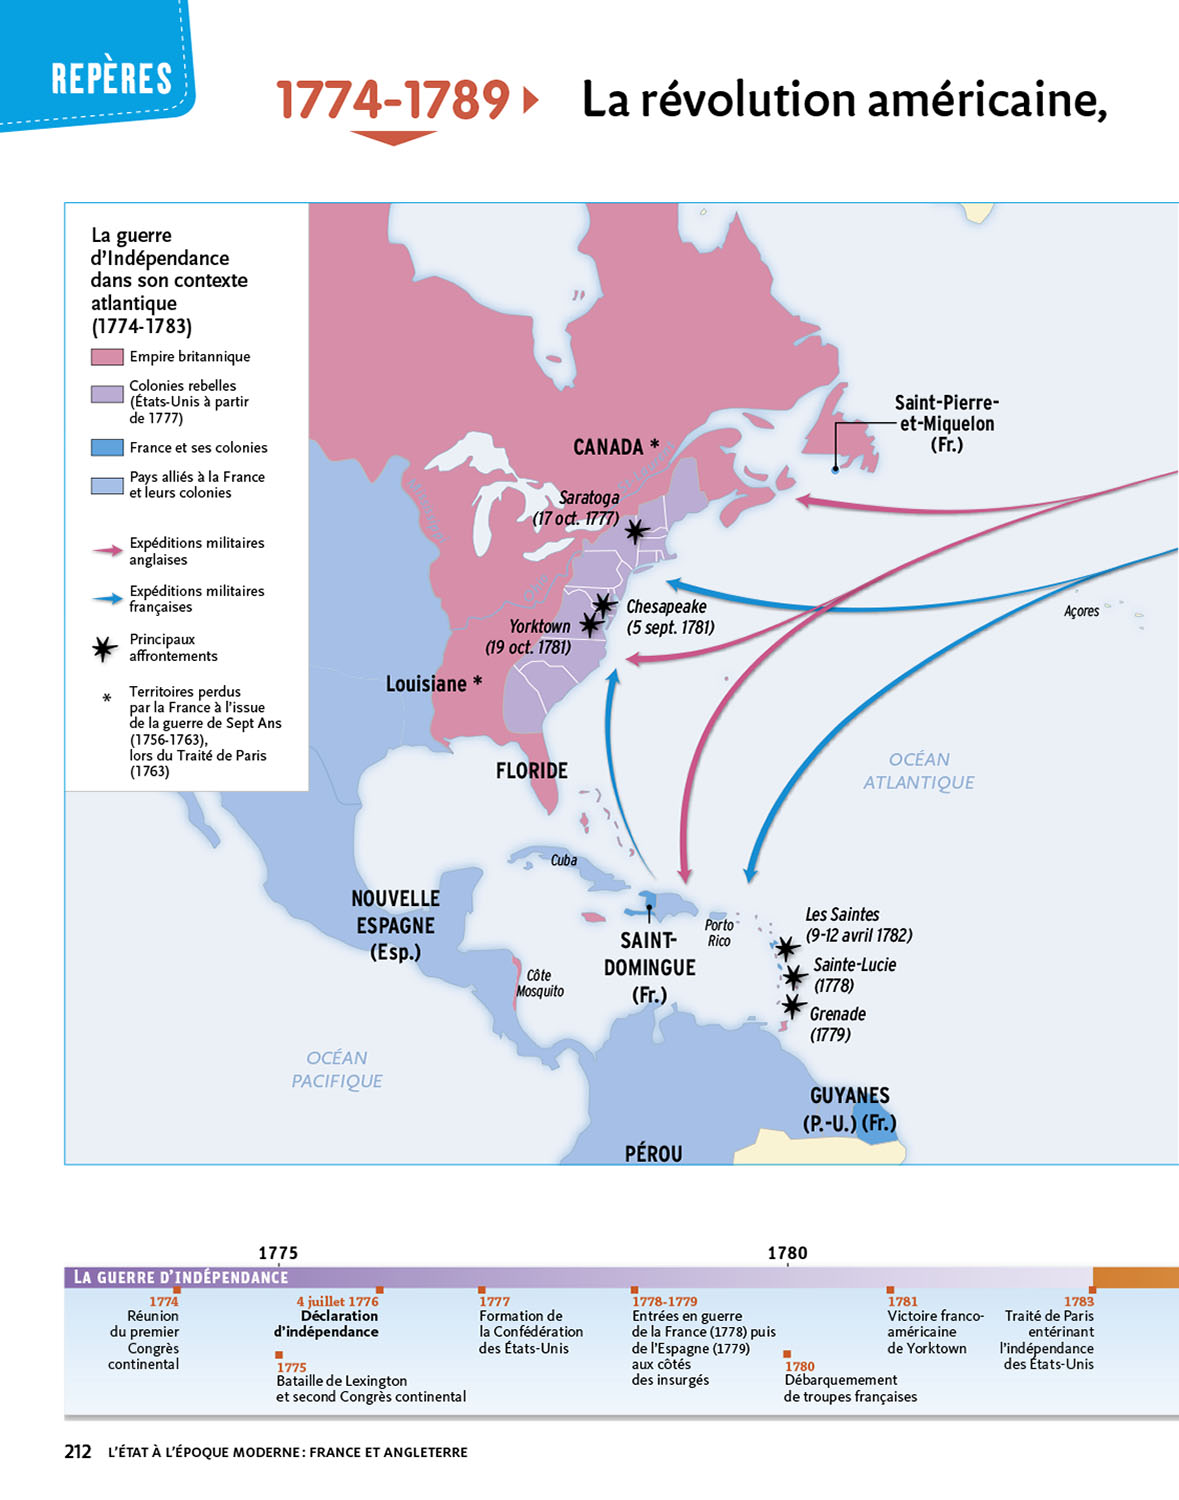 REPÈRES
1774-1789
La révolution américaine,
La guerre
d'Indépendance
dans son contexte
atlantique
(1774-1783)
Empire britannique
Colonies rebelles
(États-Unis à partir
de 1777)
France et ses colonies
Pays alliés à la France
et leurs colonies
Expéditions militaires
anglaises
Expéditions militaires
françaises
Principaux
affrontements
* Territoires perdus
par la France à l'issue
de la guerre de Sept Ans
(1756-1763),
lors du Traité de Paris
(1763)
Saint-Pierre-
et-Miquelon
(Fr.)
CANADA *
St-Laurent
Mississippi
Saratoga
(17 oct. 1777)
Ohio
Chesapeake
(5 sept. 1781)
Yorktown
(19 oct. 1781)
Açores
Louisiane *
FLORIDE
OCÉAN
ATLANTIQUE
Cuba
NOUVELLE
ESPAGNE
(Esp.)
SAINT-
DOMINGUE
(Fr.)
Porto
Rico
Les Saintes
(9-12 avril 1782)
Sainte-Lucie
(1778)
Grenade
(1779)
Côte
Mosquito
OCÉAN
PACIFIQUE
GUYANES
(P.-U.) (Fr.)
PÉROU
1775
1780
LA GUERRE D'INDÉPENDANCE
1774
Réunion
du premier
Congrès
continental
4 juillet 1776
Déclaration
d'indépendance
1775
Bataille de Lexington
et second Congrès continental
1777
Formation de
la Confédération
des États-Unis
1778-1779
Entrées en guerre
de la France (1778) puis
de l'Espagne (1779)
aux côtés
des insurgés
1780
Débarquemement
de troupes françaises
1781
Victoire franco-
américaine
de Yorktown
1783
Traité de Paris
entérinant
l'indépendance
des États-Unis
212 L'ÉTAT À L'ÉPOQUE MODERNE : FRANCE ET ANGLETERRE